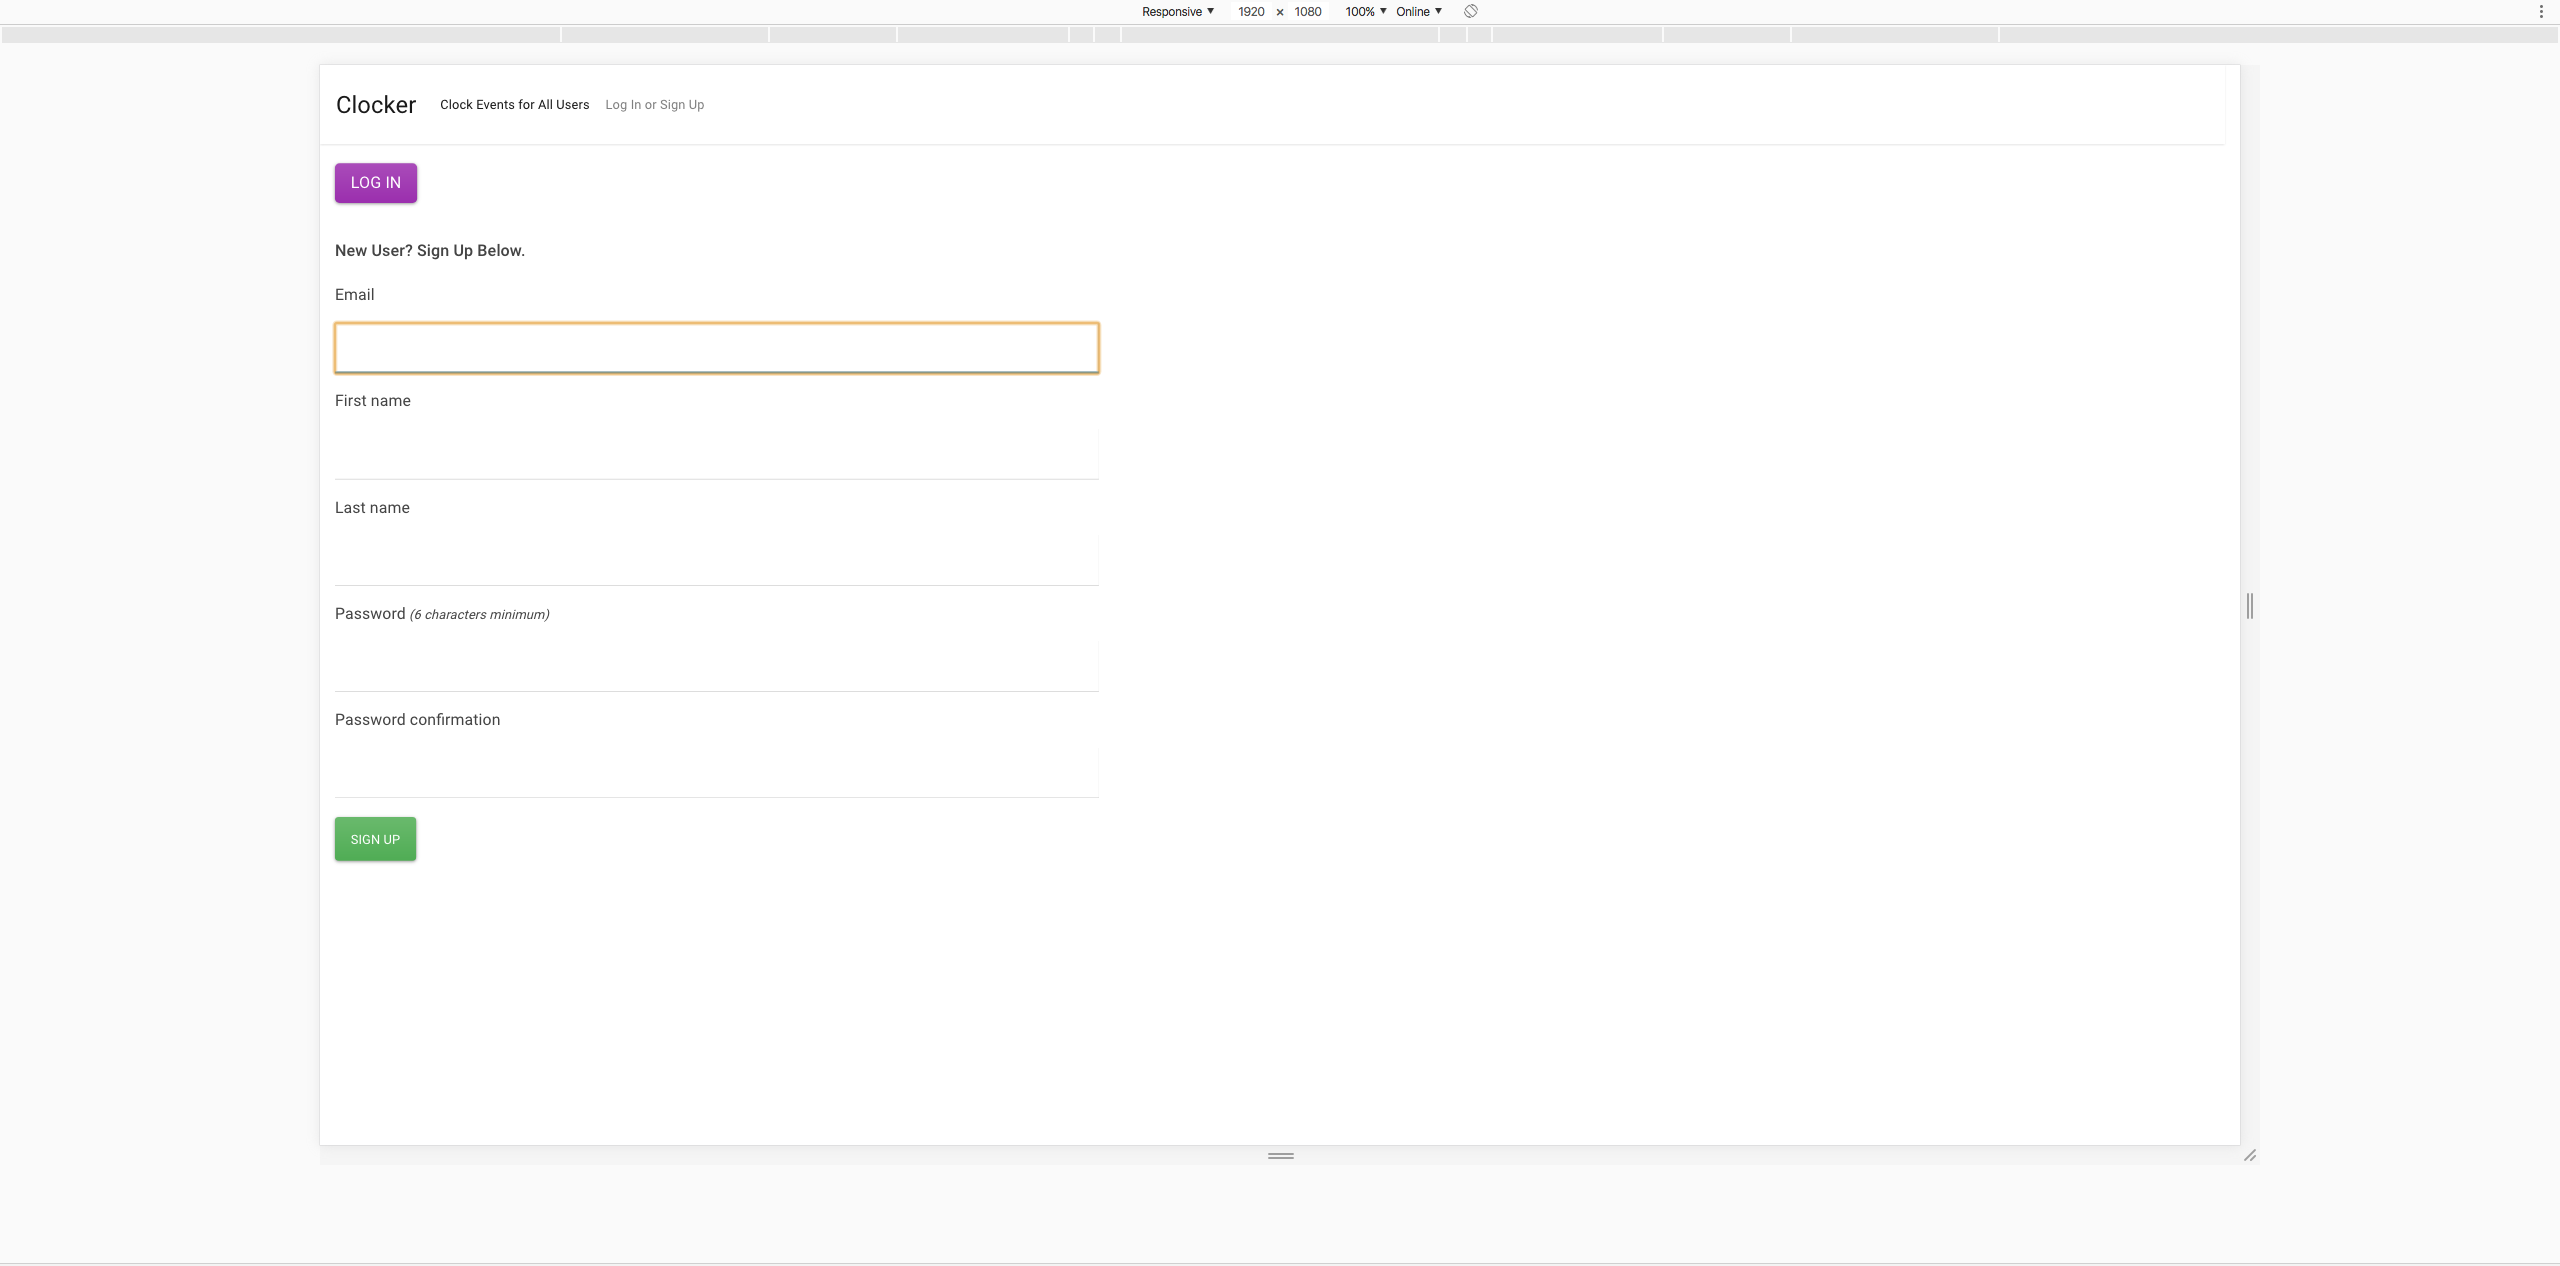 Responsive ▼ 1920 × 1080 100% ▼ Online ▼
Clocker Clock Events for All Users Log In or Sign Up
LOG IN
New User? Sign Up Below.
Email
First name
Last name
Password (6 characters minimum)
Password confirmation
SIGN UP